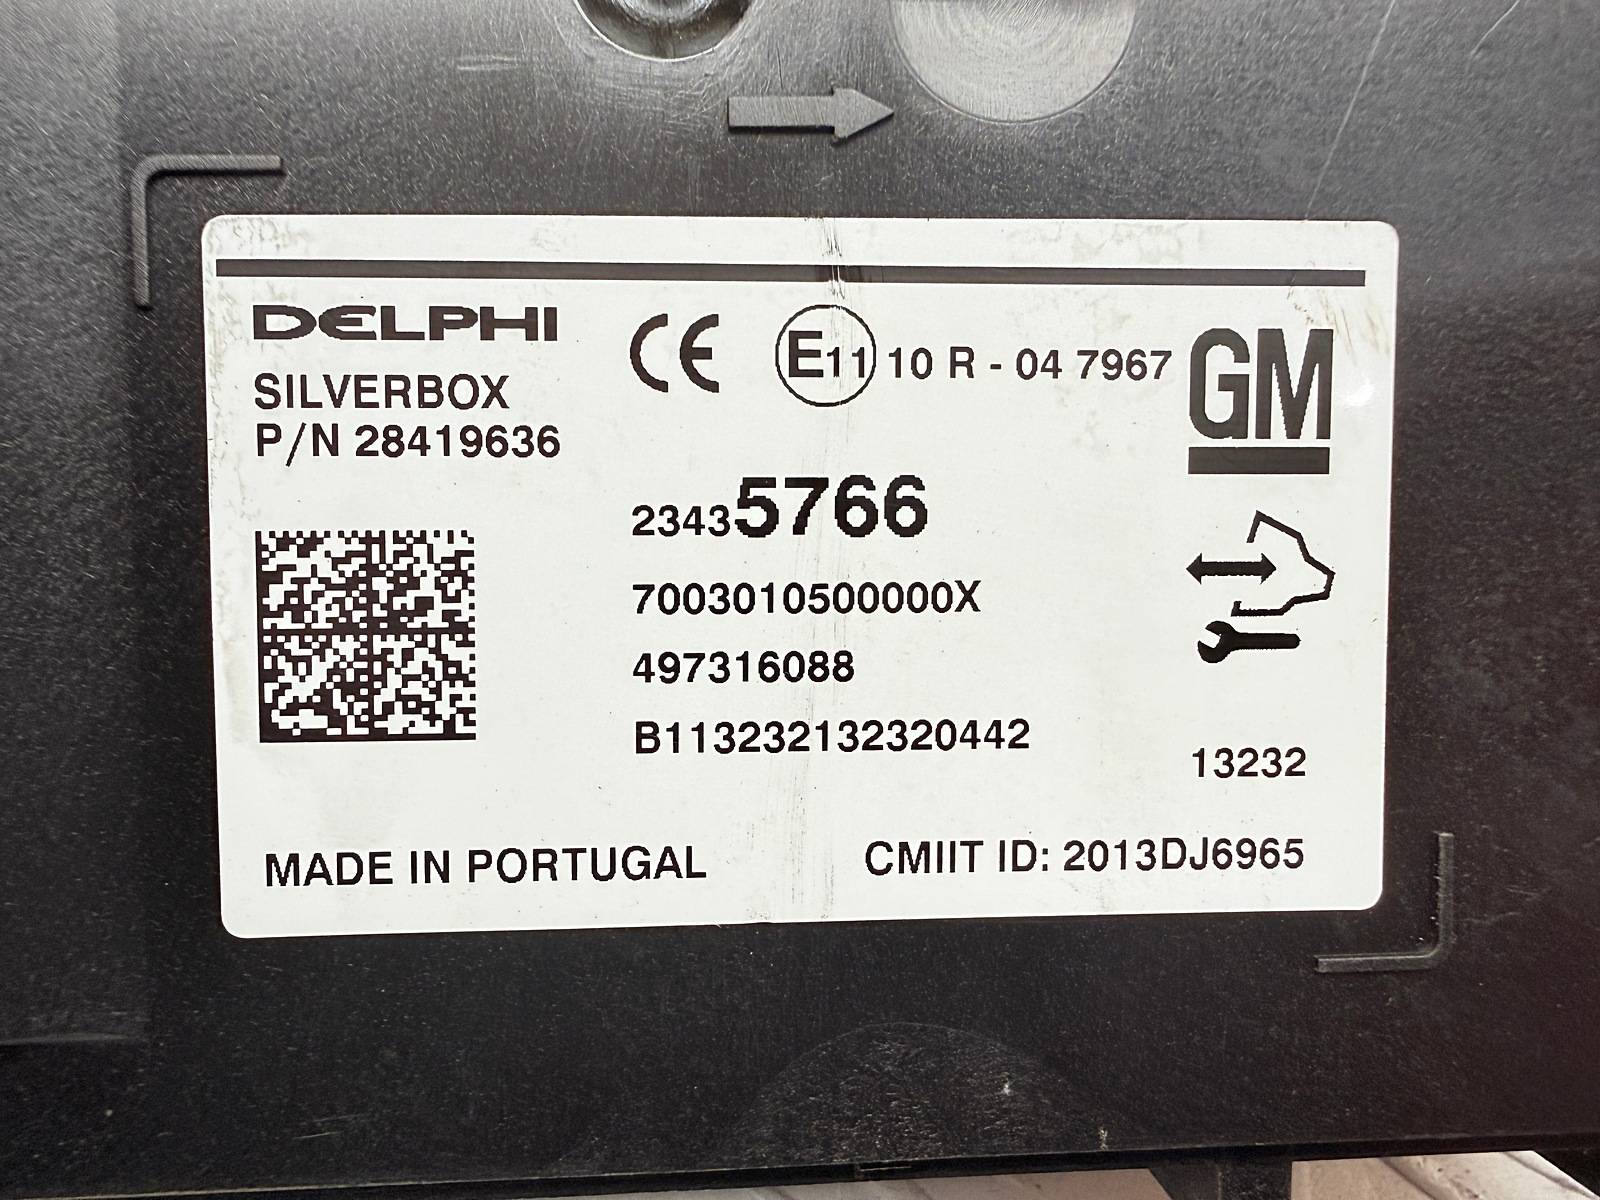 DELPHI
CE E11 10 R - 04 7967
GM
SILVERBOX
P/N 28419636
23435766
7003010500000X
497316088
B113232132320442
13232
MADE IN PORTUGAL
CMIIT ID: 2013DJ6965